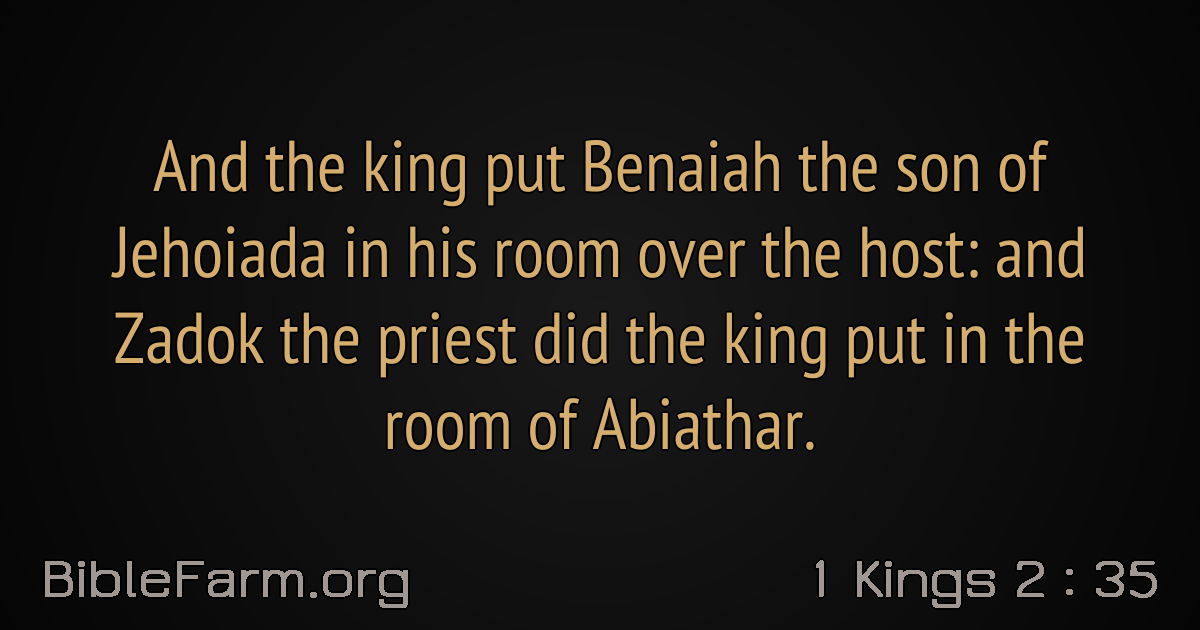 And the king put Benaiah the son of
Jehoiada in his room over the host: and
Zadok the priest did the king put in the
room of Abiathar.
BibleFarm.org
1 Kings 2 : 35